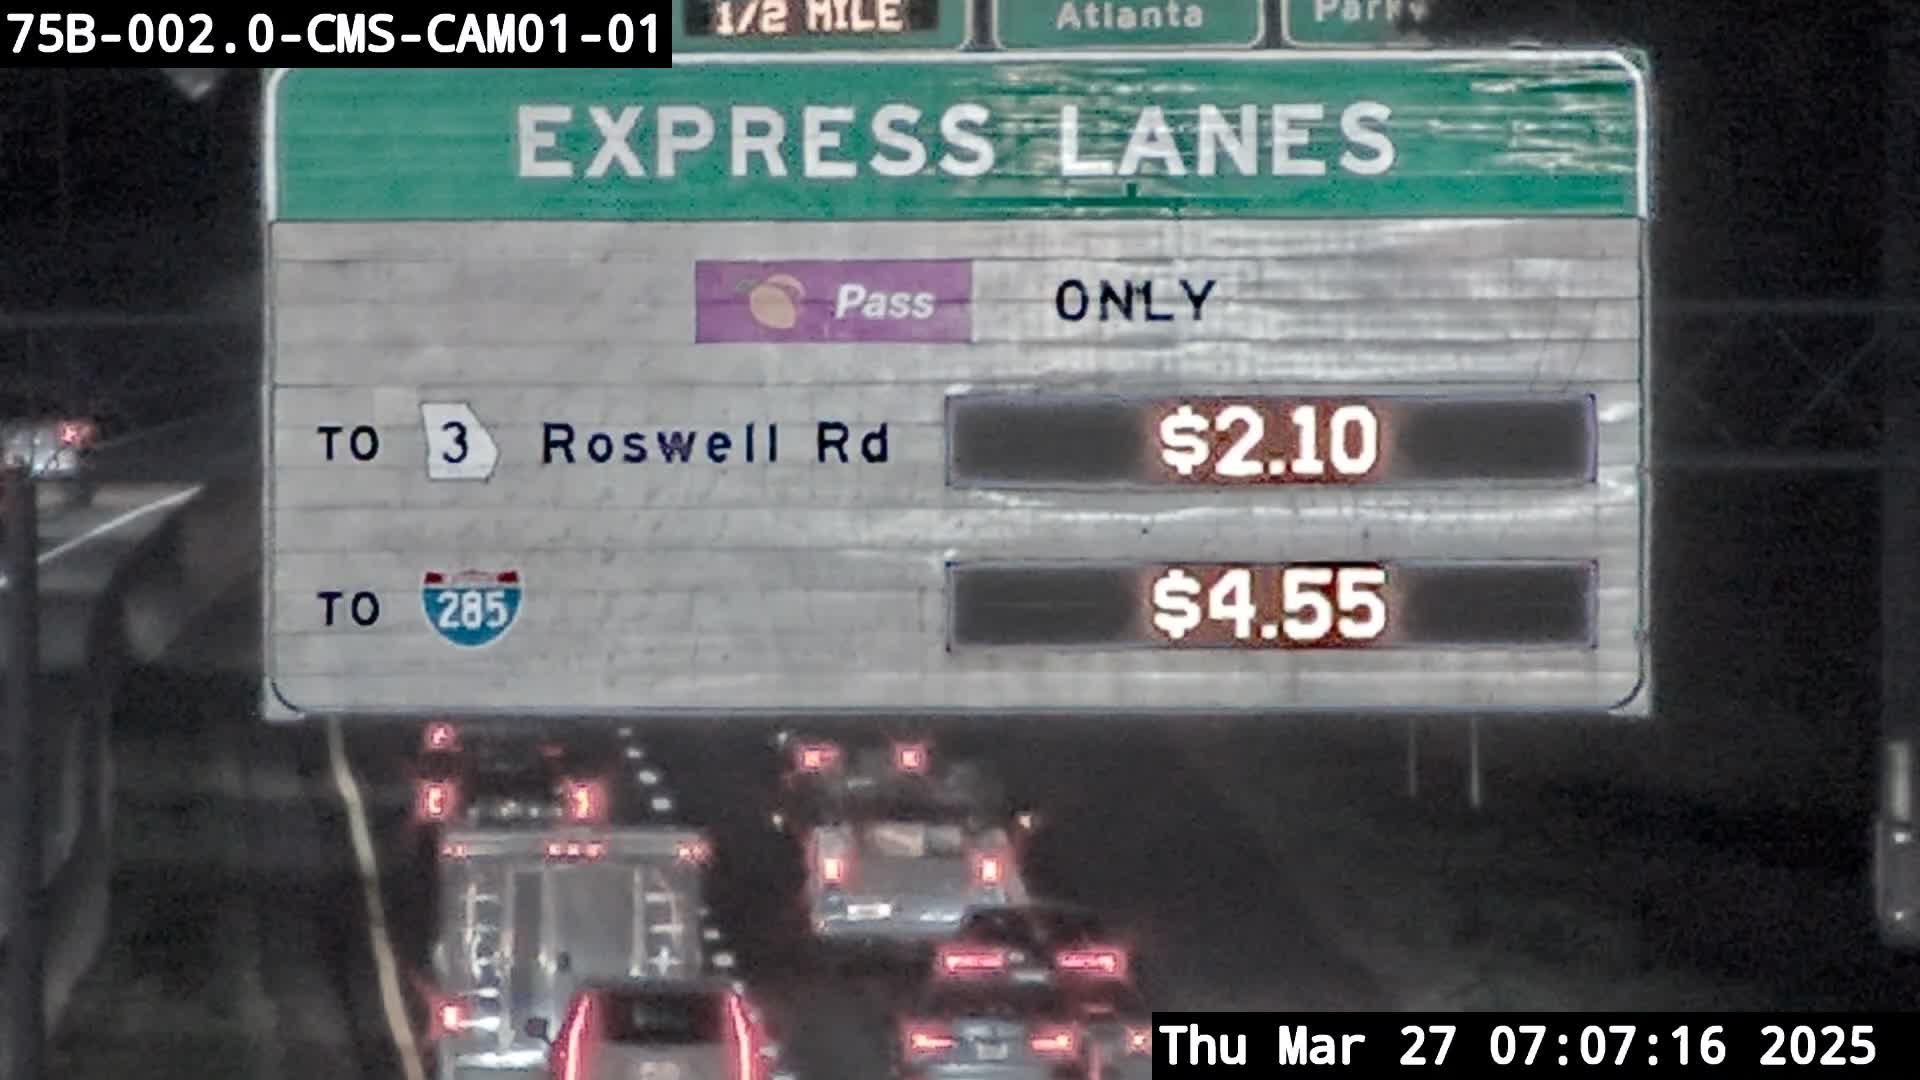 75B-002.0-CMS-CAM01-01
1/2 MILE
Atlanta
Pkwy
EXPRESS LANES
Pass ONLY
TO 3 Roswell Rd $2.10
TO 285 $4.55
Thu Mar 27 07:07:16 2025